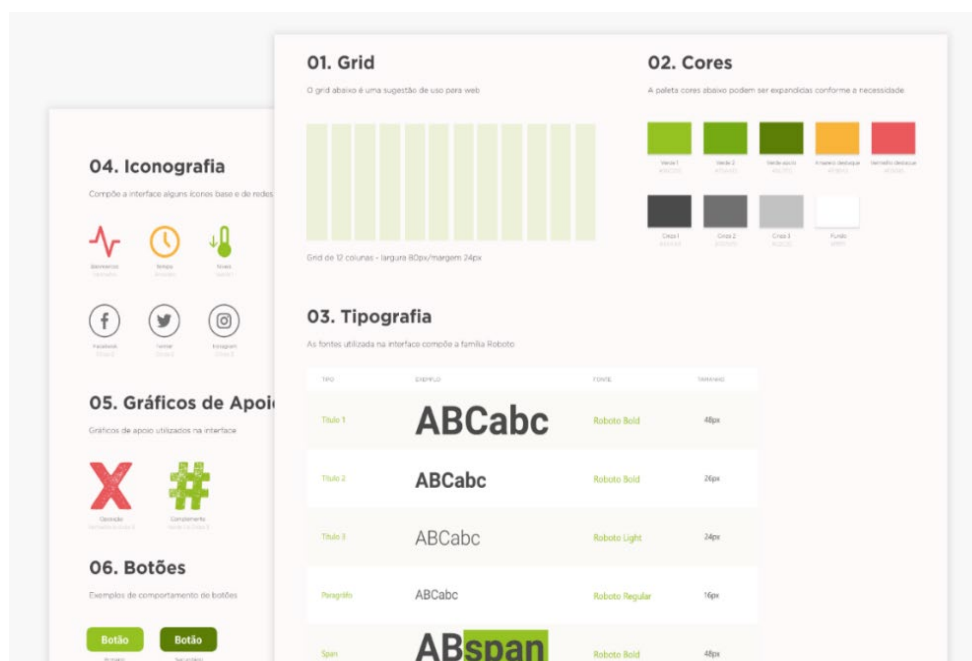 01. Grid
O grid abaixo é uma sugestão de uso para web
Grid de 12 colunas - largura 80px/margem 24px
02. Cores
A paleta cores abaixo podem ser expandidas conforme a necessidade
Verde 1
Verde 2
Verde escuro
Amarelo destaque
Vermelho destaque
Cinza 1
Cinza 2
Cinza 3
Fundo
03. Tipografia
As fontes utilizada na interface compõe a família Roboto
TIPO EXEMPLO FONTE TAMANHO
Título 1 ABCabc Roboto Bold 48px
Título 2 ABCabc Roboto Bold 26px
Título 3 ABCabc Roboto Light 24px
Parágrafo ABCabc Roboto Regular 16px
Span ABspan Roboto Bold 48px
04. Iconografia
Compõe a interface alguns ícones base e de redes
Tempo
Facebook
Twitter
Instagram
05. Gráficos de Apoio
Gráficos de apoio utilizados na interface
X #
Complemento
06. Botões
Exemplos de comportamento de botões
Botão
Botão